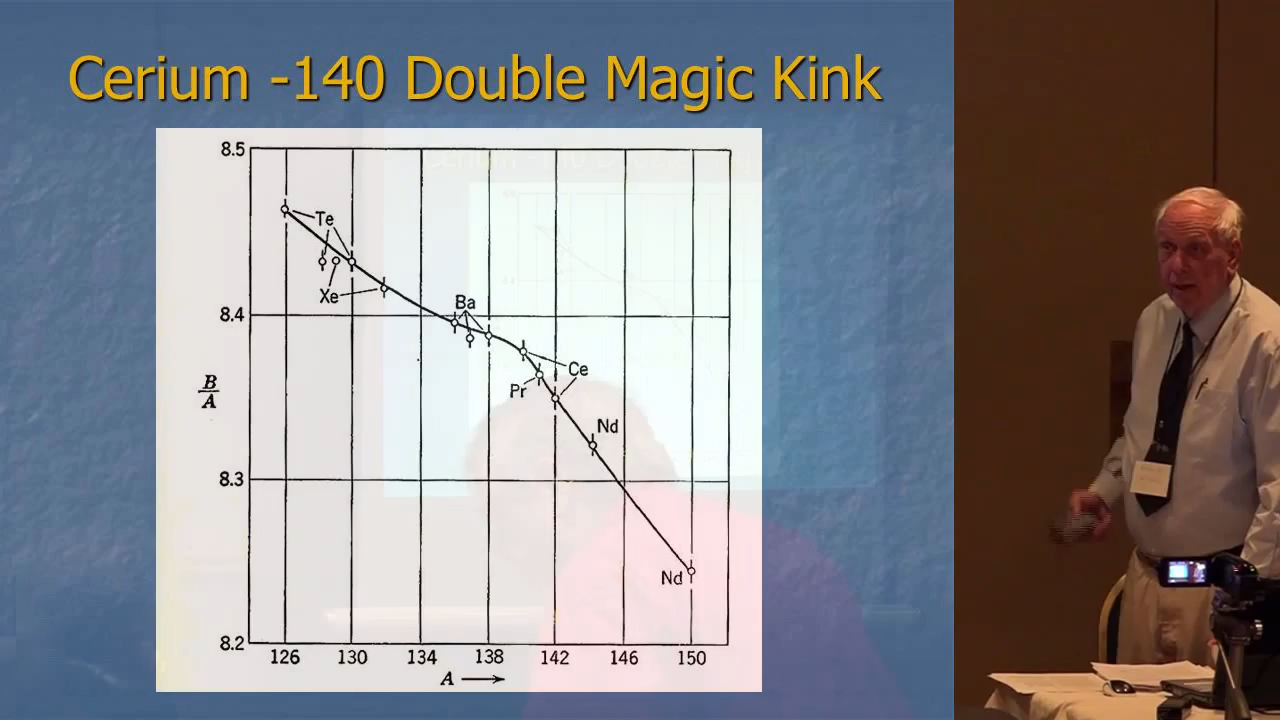 Cerium -140 Double Magic Kink
8.5
Te
Xe
Ba
8.4
Ce
Pr
B
A
Nd
8.3
Nd
8.2
126 130 134 138 142 146 150
A